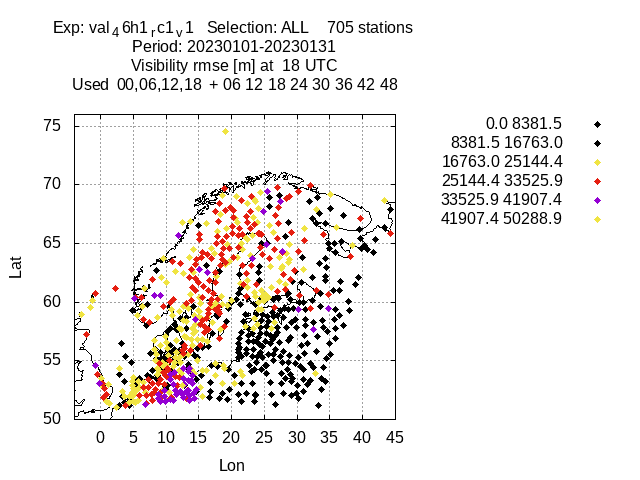 Exp: val46h1rc1v1 Selection: ALL 705 stations
Period: 20230101-20230131
Visibility rmse [m] at 18 UTC
Used 00,06,12,18 + 06 12 18 24 30 36 42 48
0.0 8381.5
8381.5 16763.0
16763.0 25144.4
25144.4 33525.9
33525.9 41907.4
41907.4 50288.9
75
70
65
60
55
50
Lat
0 5 10 15 20 25 30 35 40 45
Lon